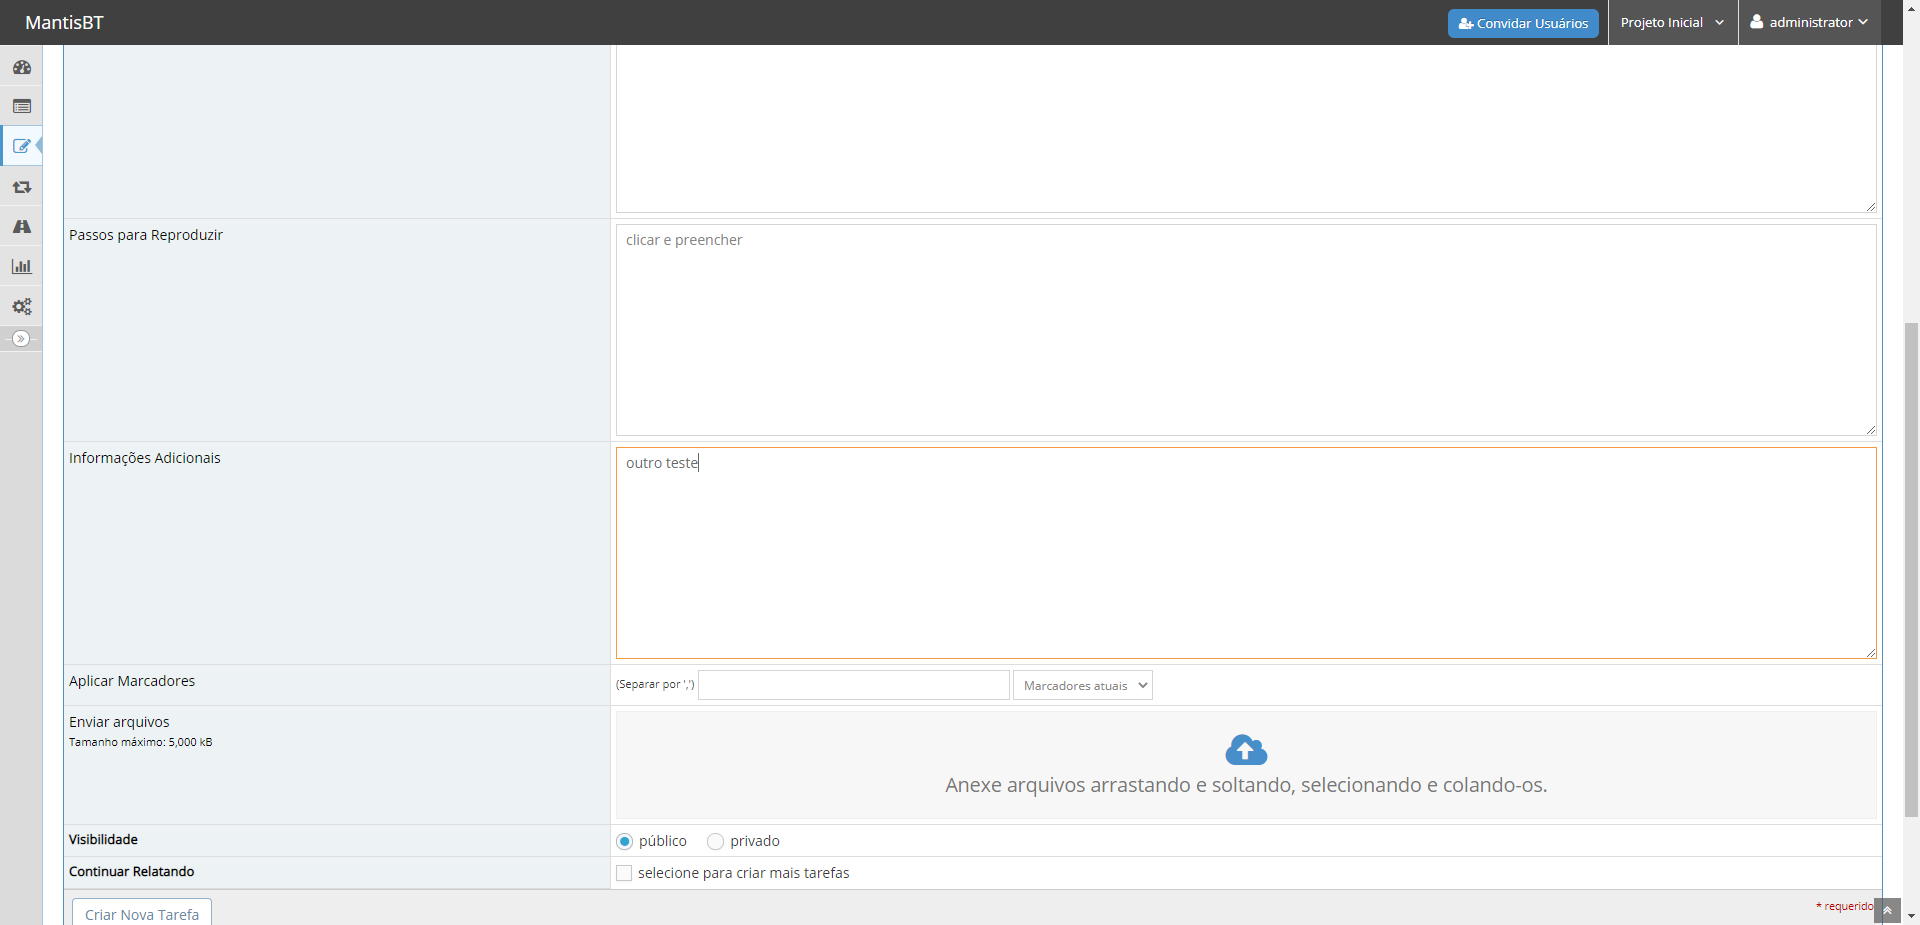 MantisBT
Convidar Usuários
Projeto Inicial
administrator
Passos para Reproduzir
clicar e preencher
Informações Adicionais
outro teste
Aplicar Marcadores
(Separar por ',')
Marcadores atuais
Enviar arquivos
Tamanho máximo: 5,000 kB
Anexe arquivos arrastando e soltando, selecionando e colando-os.
Visibilidade
público
privado
Continuar Relatando
selecione para criar mais tarefas
Criar Nova Tarefa
* requerido